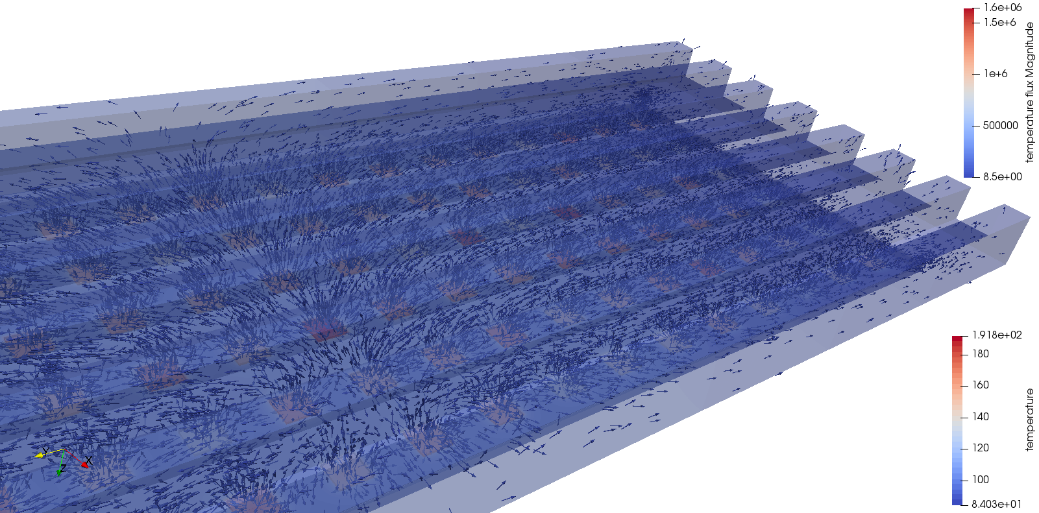 1.6e+06
1.5e+6
1e+6
500000
8.5e+00
temperature flux Magnitude
1.918e+02
180
160
140
120
100
8.403e+01
temperature
Y
X
Z